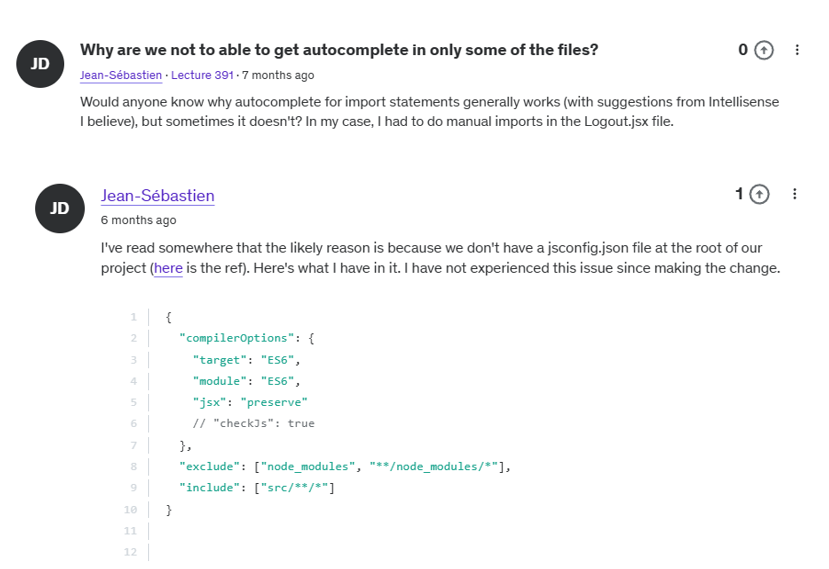 JD
Why are we not to able to get autocomplete in only some of the files?
0
Jean-Sébastien · Lecture 391 · 7 months ago
Would anyone know why autocomplete for import statements generally works (with suggestions from Intellisense
I believe), but sometimes it doesn't? In my case, I had to do manual imports in the Logout.jsx file.
JD
Jean-Sébastien
1
6 months ago
I've read somewhere that the likely reason is because we don't have a jsconfig.json file at the root of our
project (here is the ref). Here's what I have in it. I have not experienced this issue since making the change.
1 {
2 "compilerOptions": {
3 "target": "ES6",
4 "module": "ES6",
5 "jsx": "preserve"
6 // "checkJs": true
7 },
8 "exclude": ["node_modules", "**/node_modules/*"],
9 "include": ["src/**/*"]
10 }
11
12